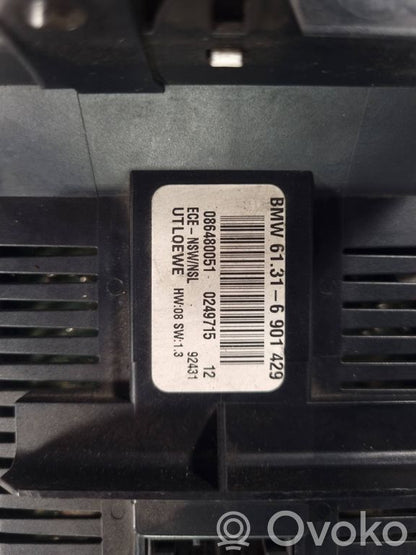 BMW 61.31-6 901 429
086480051 0249715 12
ECE-NSW/NSL 92431
UTLOEWE HW:08 SW:1,3
Ovoko